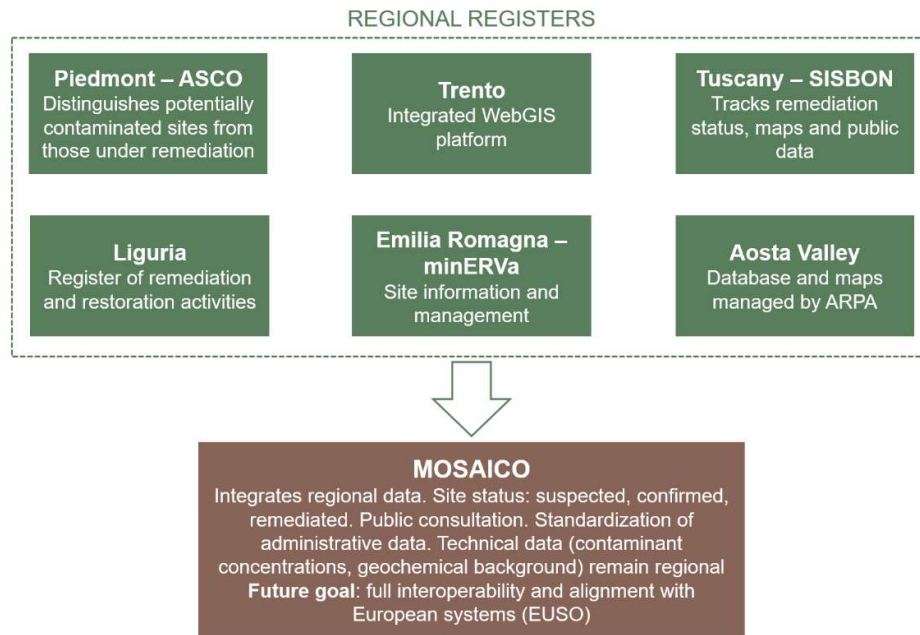 REGIONAL REGISTERS
Piedmont – ASCO
Distinguishes potentially
contaminated sites from
those under remediation
Trento
Integrated WebGIS
platform
Tuscany – SISBON
Tracks remediation
status, maps and public
data
Liguria
Register of remediation
and restoration activities
Emilia Romagna –
minERVa
Site information and
management
Aosta Valley
Database and maps
managed by ARPA
MOSAICO
Integrates regional data. Site status: suspected, confirmed,
remediated. Public consultation. Standardization of
administrative data. Technical data (contaminant
concentrations, geochemical background) remain regional
Future goal: full interoperability and alignment with
European systems (EUSO)